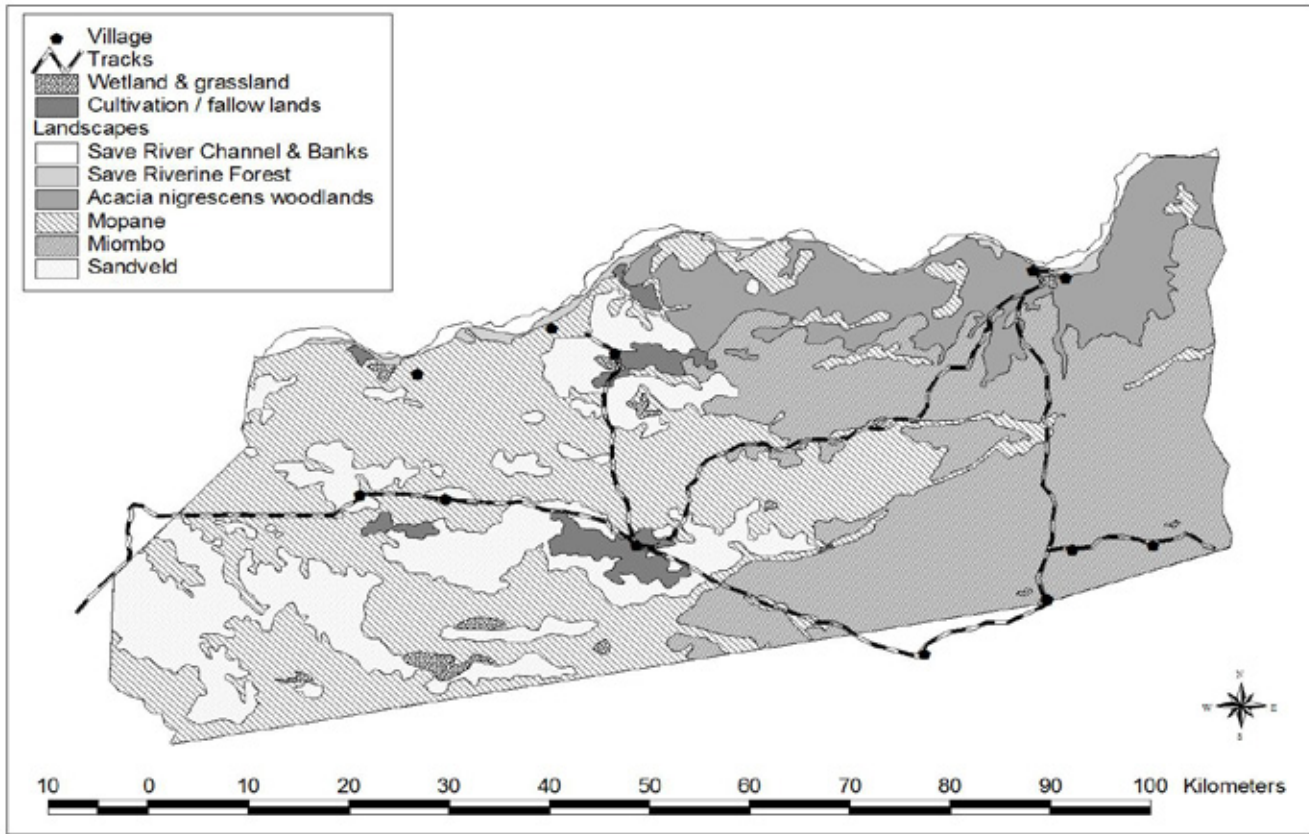 Village
Tracks
Wetland & grassland
Cultivation / fallow lands
Landscapes
Save River Channel & Banks
Save Riverine Forest
Acacia nigrescens woodlands
Mopane
Miombo
Sandveld
N
W E
S
10 0 10 20 30 40 50 60 70 80 90 100 Kilometers